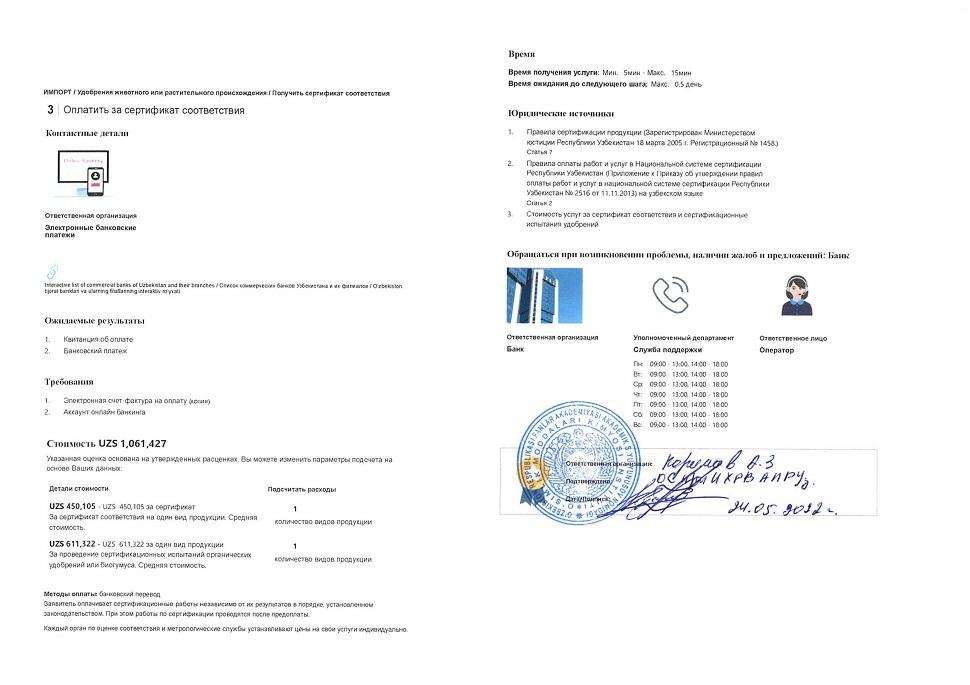 ИМПОРТ / Удобрения животного или растительного происхождения / Получить сертификат соответствия
3 Оплатить за сертификат соответствия
Контактные детали
Online Banking
Ответственная организация
Электронные банковские
платежи
Interactive list of commercial banks of Uzbekistan and their branches / Список коммерческих банков Узбекистана и их филиалов / O'zbekiston
tijorat banklari va ularning filiallarining interaktiv ro'yxati
Ожидаемые результаты
1. Квитанция об оплате
2. Банковский платеж
Требования
1. Электронная счет-фактура на оплату (копия)
2. Аккаунт онлайн банкинга
Стоимость UZS 1,061,427
Указанная оценка основана на утвержденных расценках. Вы можете изменить параметры подсчета на
основе Ваших данных:
Детали стоимости Подсчитать расходы
UZS 450,105 - UZS 450,105 за сертификат 1
За сертификат соответствия на один вид продукции. Средняя количество видов продукции
стоимость.
UZS 611,322 - UZS 611,322 за один вид продукции 1
За проведение сертификационных испытаний органических количество видов продукции
удобрений или биогумуса. Средняя стоимость.
Методы оплаты: банковский перевод
Заявитель оплачивает сертификационные работы независимо от их результатов в порядке, установленном
законодательством. При этом работы по сертификации проводятся после предоплаты.
Каждый орган по оценке соответствия и метрологические службы устанавливают цены на свои услуги индивидуально.
Время
Время получения услуги: Мин. 5мин - Макс. 15мин
Время ожидания до следующего шага: Макс. 0.5 день
Юридические источники
1. Правила сертификации продукции (Зарегистрирован Министерством
юстиции Республики Узбекистан 18 марта 2005 г. Регистрационный № 1458.)
Статья 7
2. Правила оплаты работ и услуг в Национальной системе сертификации
Республики Узбекистан (Приложение к Приказу об утверждении правил
оплаты работ и услуг в национальной системе сертификации Республики
Узбекистан № 2516 от 11.11.2013) на узбекском языке
Статья 2
3. Стоимость услуг за сертификат соответствия и сертификационные
испытания удобрений
Обращаться при возникновении проблемы, наличии жалоб и предложений: Банк
Ответственная организация Уполномоченный департамент Ответственное лицо
Банк Служба поддержки Оператор
Пн: 09:00 - 13:00, 14:00 - 18:00
Вт: 09:00 - 13:00, 14:00 - 18:00
Ср: 09:00 - 13:00, 14:00 - 18:00
Чт: 09:00 - 13:00, 14:00 - 18:00
Пт: 09:00 - 13:00, 14:00 - 18:00
Сб: 09:00 - 13:00, 14:00 - 18:00
Вс: 09:00 - 13:00, 14:00 - 18:00
Ответственная организация:
Подтверждено
Дата/Подпись:
24.05.2022 г.